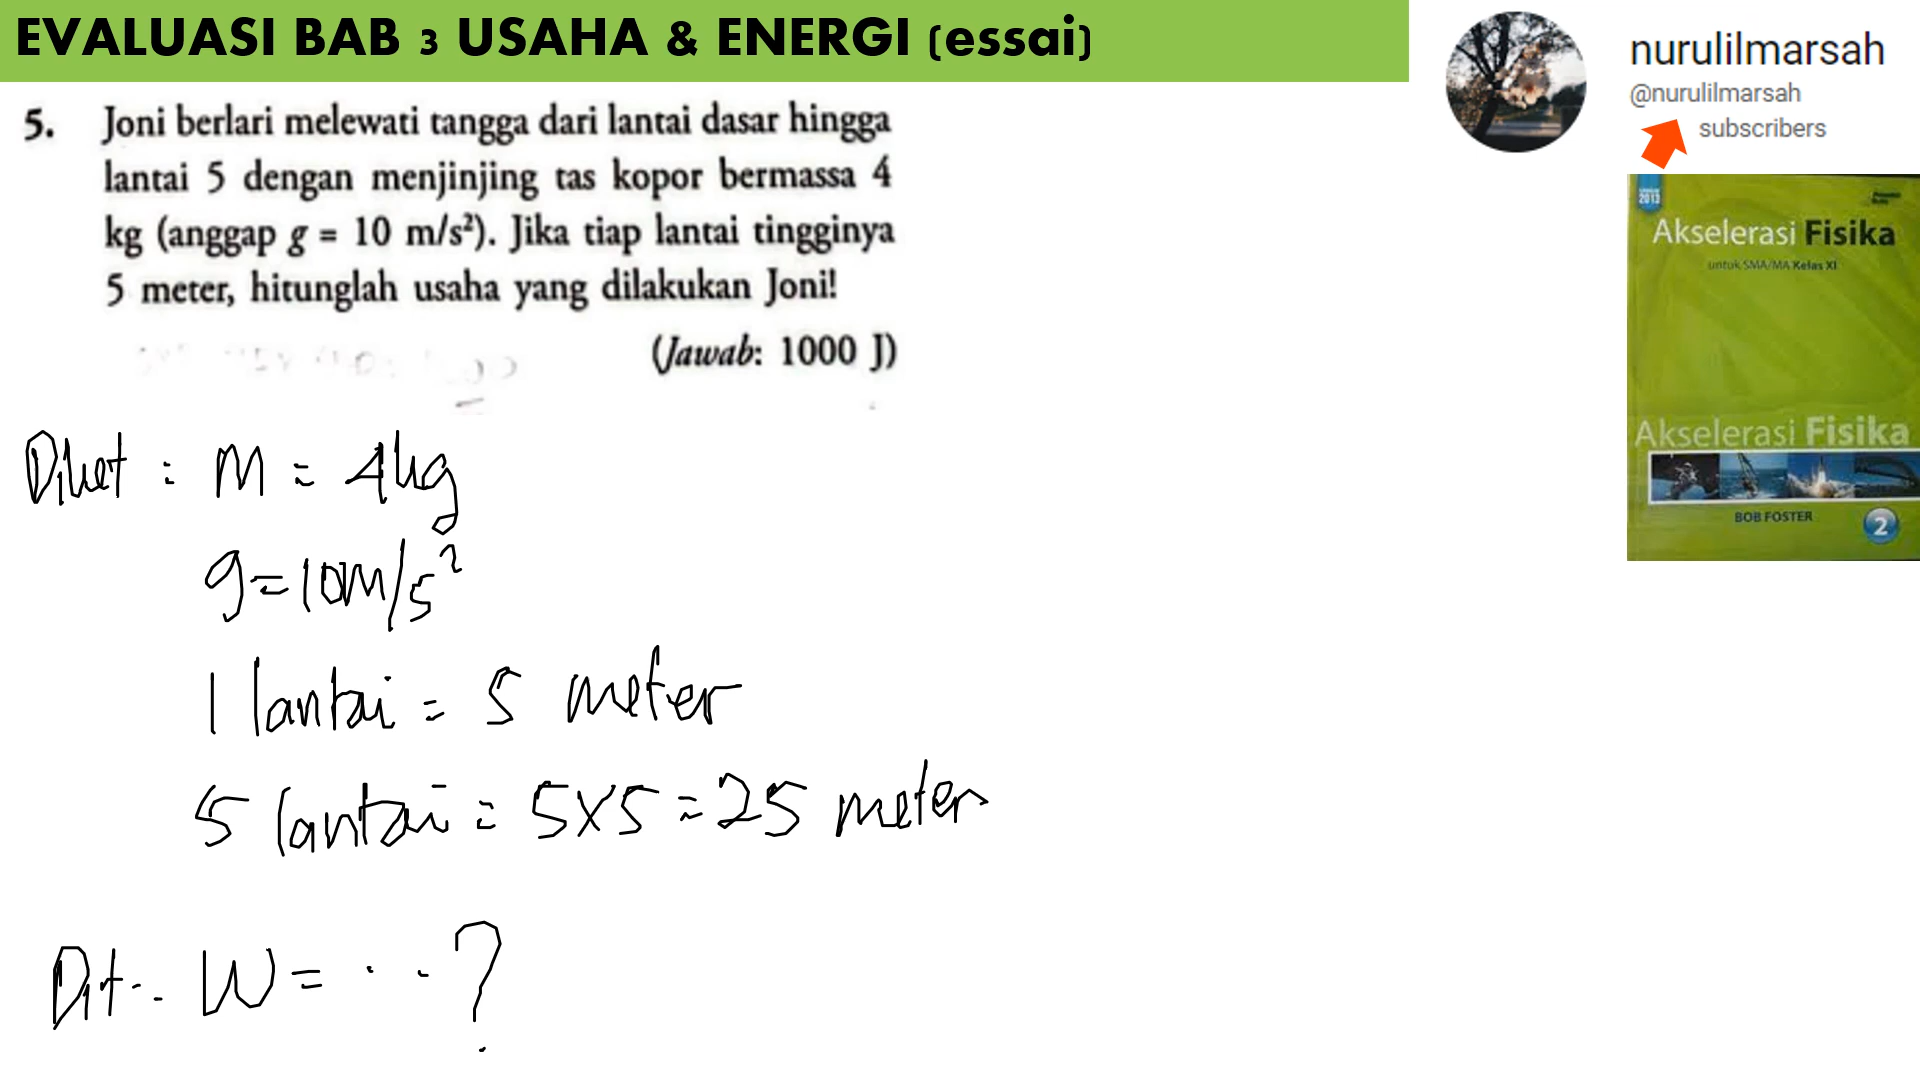 EVALUASI BAB 3 USAHA & ENERGI (essai)
nurulilmarsah
@nurulilmarsah
subscribers
5. Joni berlari melewati tangga dari lantai dasar hingga
lantai 5 dengan menjinjing tas kopor bermassa 4
kg (anggap g = 10 m/s²). Jika tiap lantai tingginya
5 meter, hitunglah usaha yang dilakukan Joni!
(Jawab: 1000 J)
2013
Akselerasi Fisika
untuk SMA/MA Kelas XI
Akselerasi Fisika
BOB FOSTER
2
Diket : m = 4kg
g = 10 m/s²
1 lantai = 5 meter
5 lantai = 5x5 = 25 meter
Dit : W = . . ?